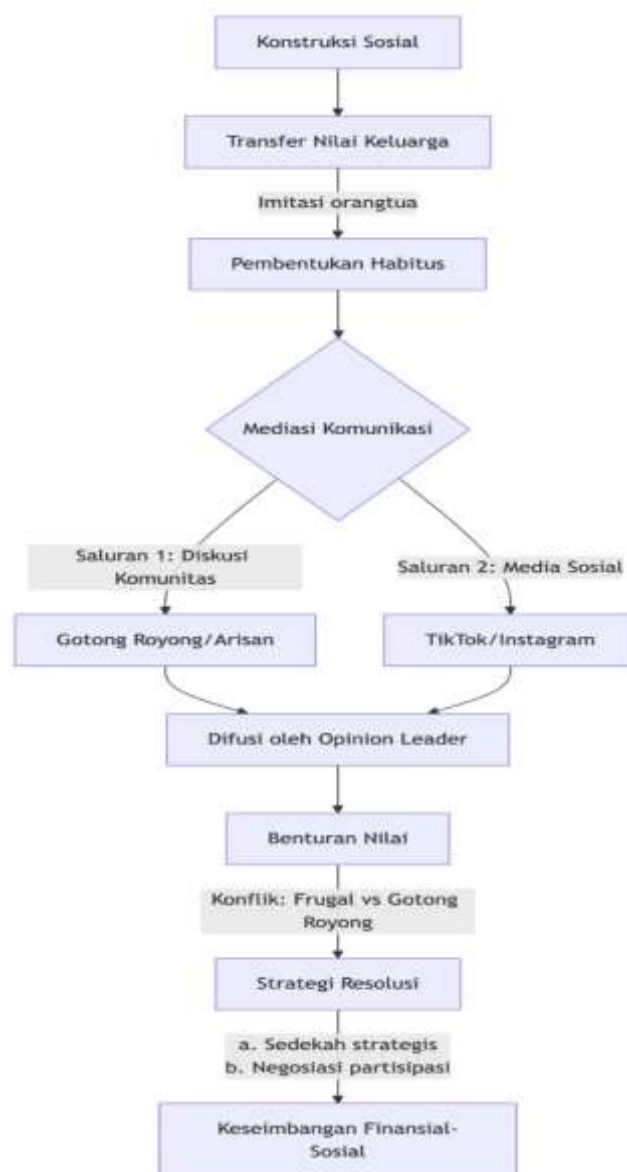 Konstruksi Sosial
Transfer Nilai Keluarga
Imitasi orangtua
Pembentukan Habitus
Mediasi Komunikasi
Saluran 1: Diskusi
Komunitas
Saluran 2: Media Sosial
Gotong Royong/Arisan
TikTok/Instagram
Difusi oleh Opinion Leader
Benturan Nilai
Konflik: Frugal vs Gotong
Royong
Strategi Resolusi
a. Sedekah strategis
b. Negosiasi partisipasi
Keseimbangan Finansial-
Sosial